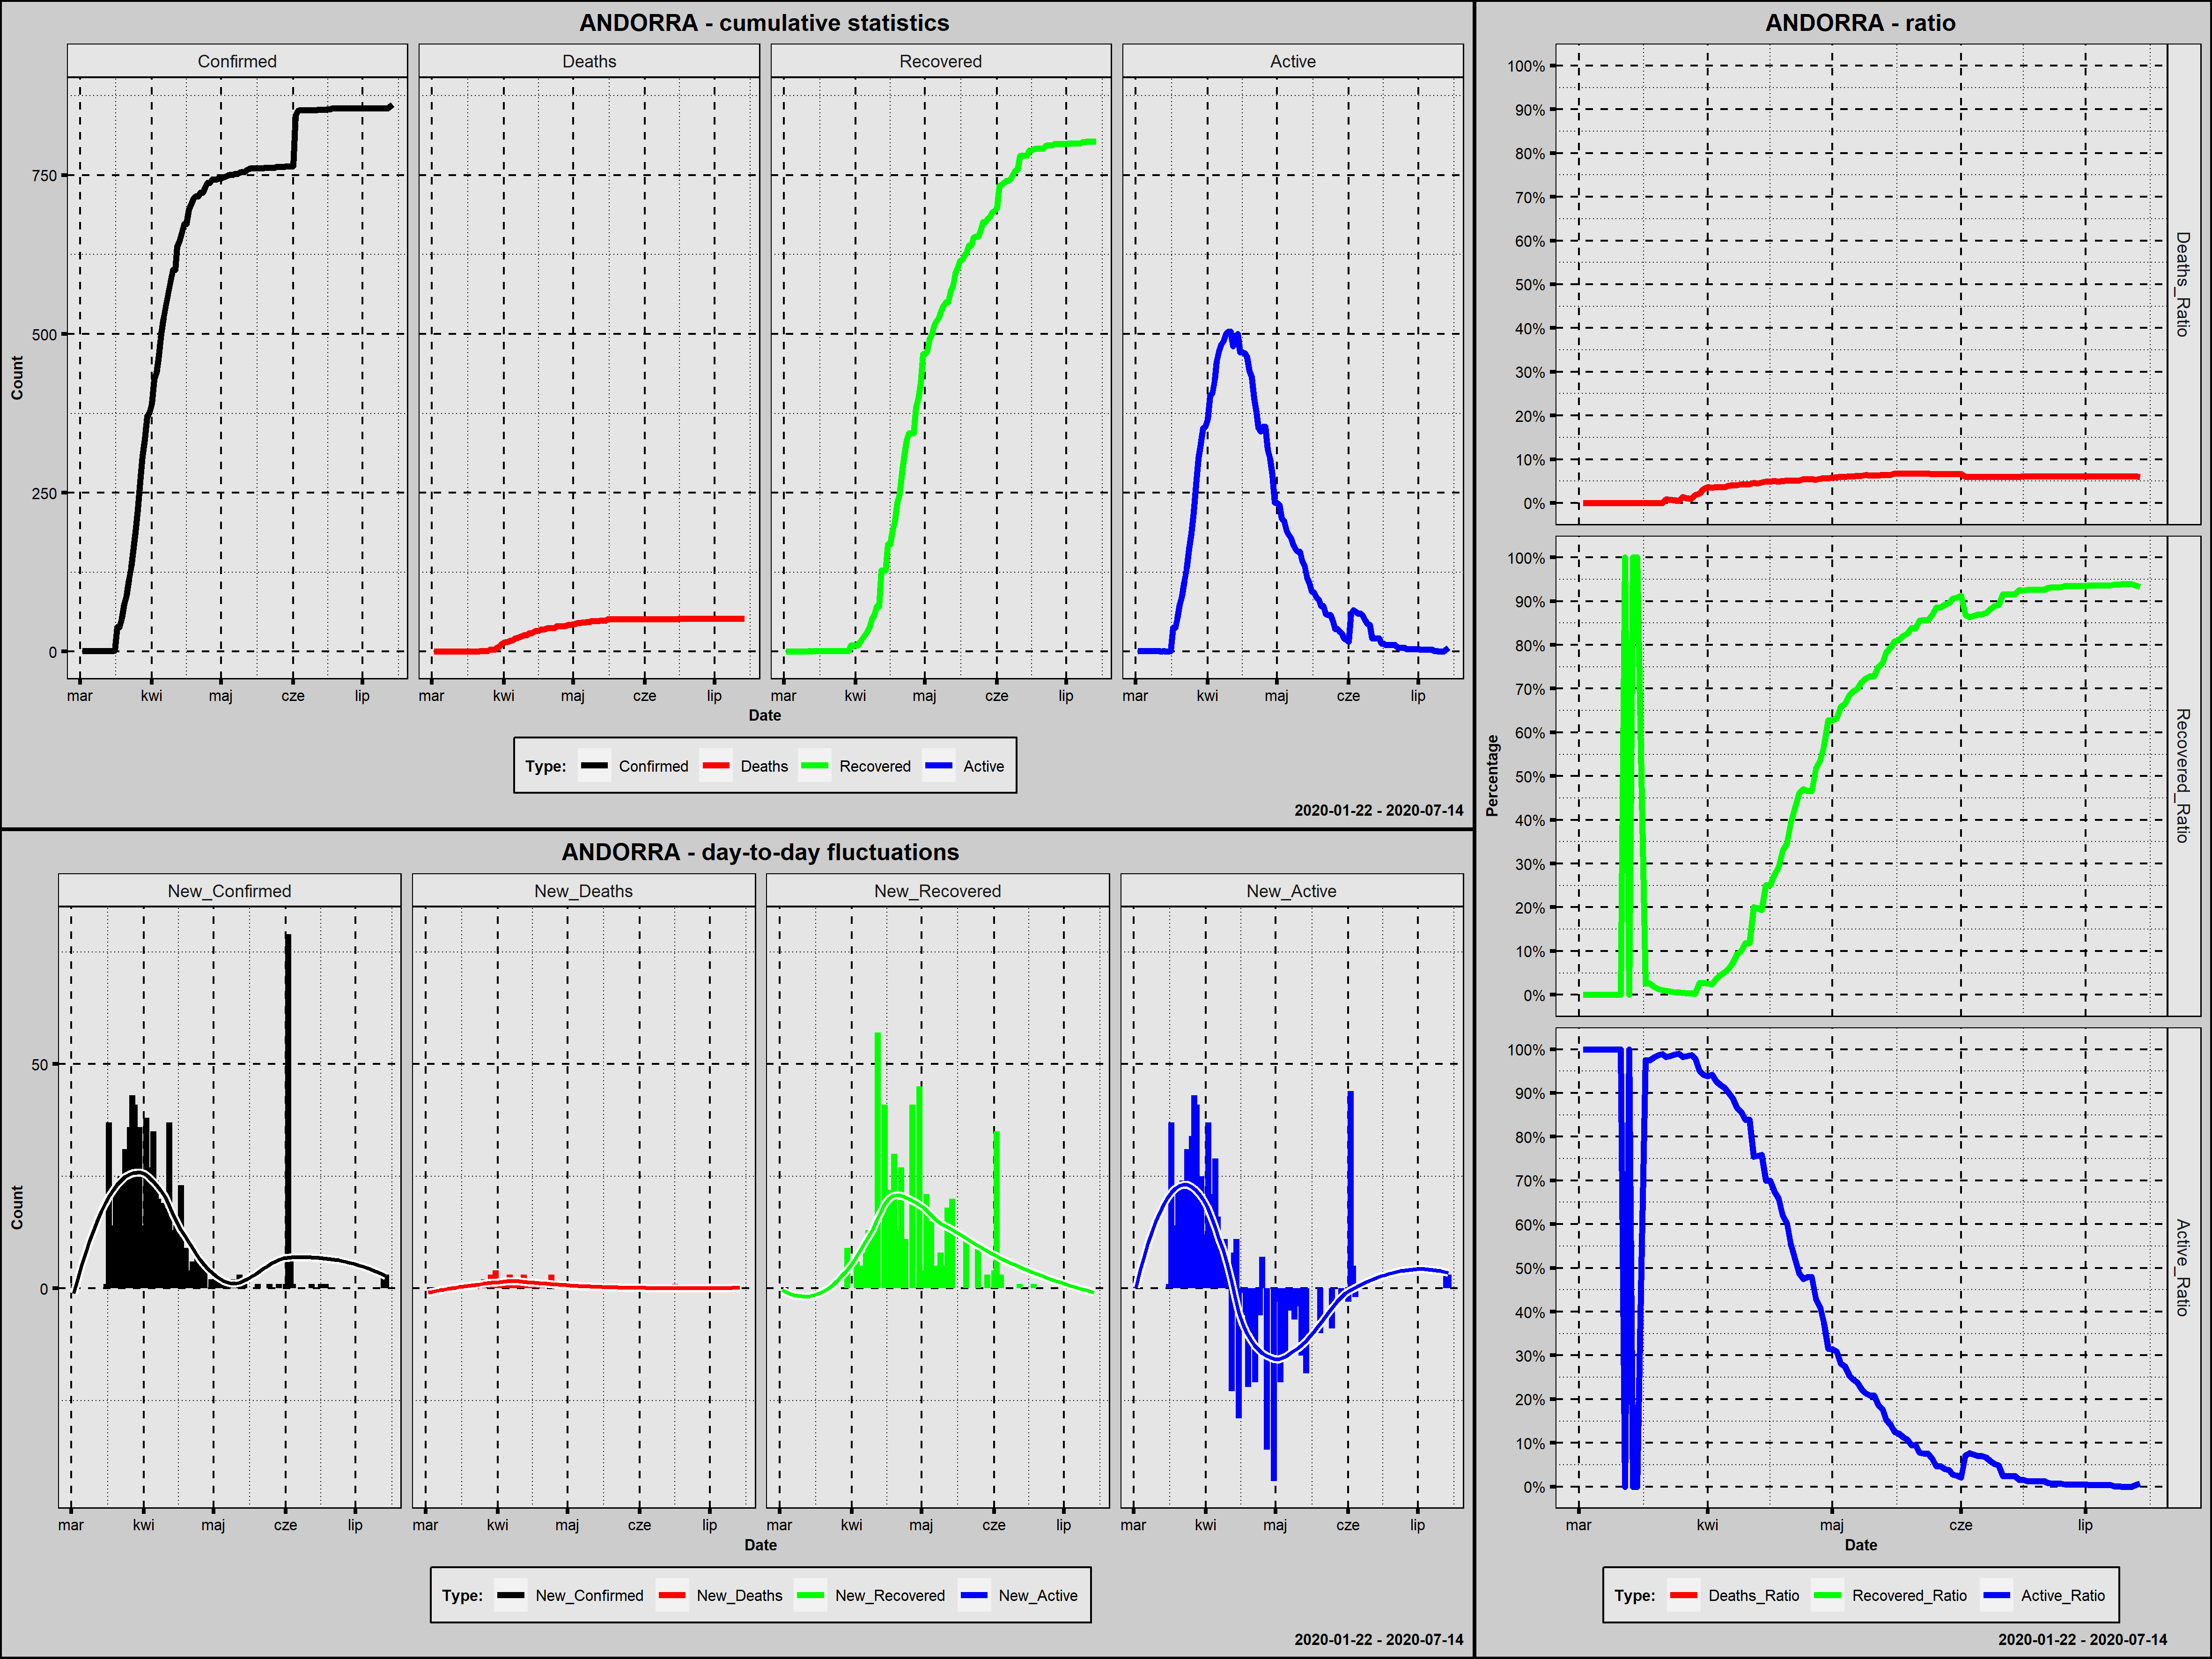 ANDORRA - cumulative statistics
Confirmed Deaths Recovered Active
Count
750
500
250
0
mar kwi maj cze lip mar kwi maj cze lip mar kwi maj cze lip mar kwi maj cze lip
Date
Type: Confirmed Deaths Recovered Active
2020-01-22 - 2020-07-14
ANDORRA - day-to-day fluctuations
New_Confirmed New_Deaths New_Recovered New_Active
Count
50
0
mar kwi maj cze lip mar kwi maj cze lip mar kwi maj cze lip mar kwi maj cze lip
Date
Type: New_Confirmed New_Deaths New_Recovered New_Active
2020-01-22 - 2020-07-14
ANDORRA - ratio
Percentage
100%
90%
80%
70%
60%
50%
40%
30%
20%
10%
0%
Deaths_Ratio
100%
90%
80%
70%
60%
50%
40%
30%
20%
10%
0%
Recovered_Ratio
100%
90%
80%
70%
60%
50%
40%
30%
20%
10%
0%
Active_Ratio
mar kwi maj cze lip
Date
Type: Deaths_Ratio Recovered_Ratio Active_Ratio
2020-01-22 - 2020-07-14